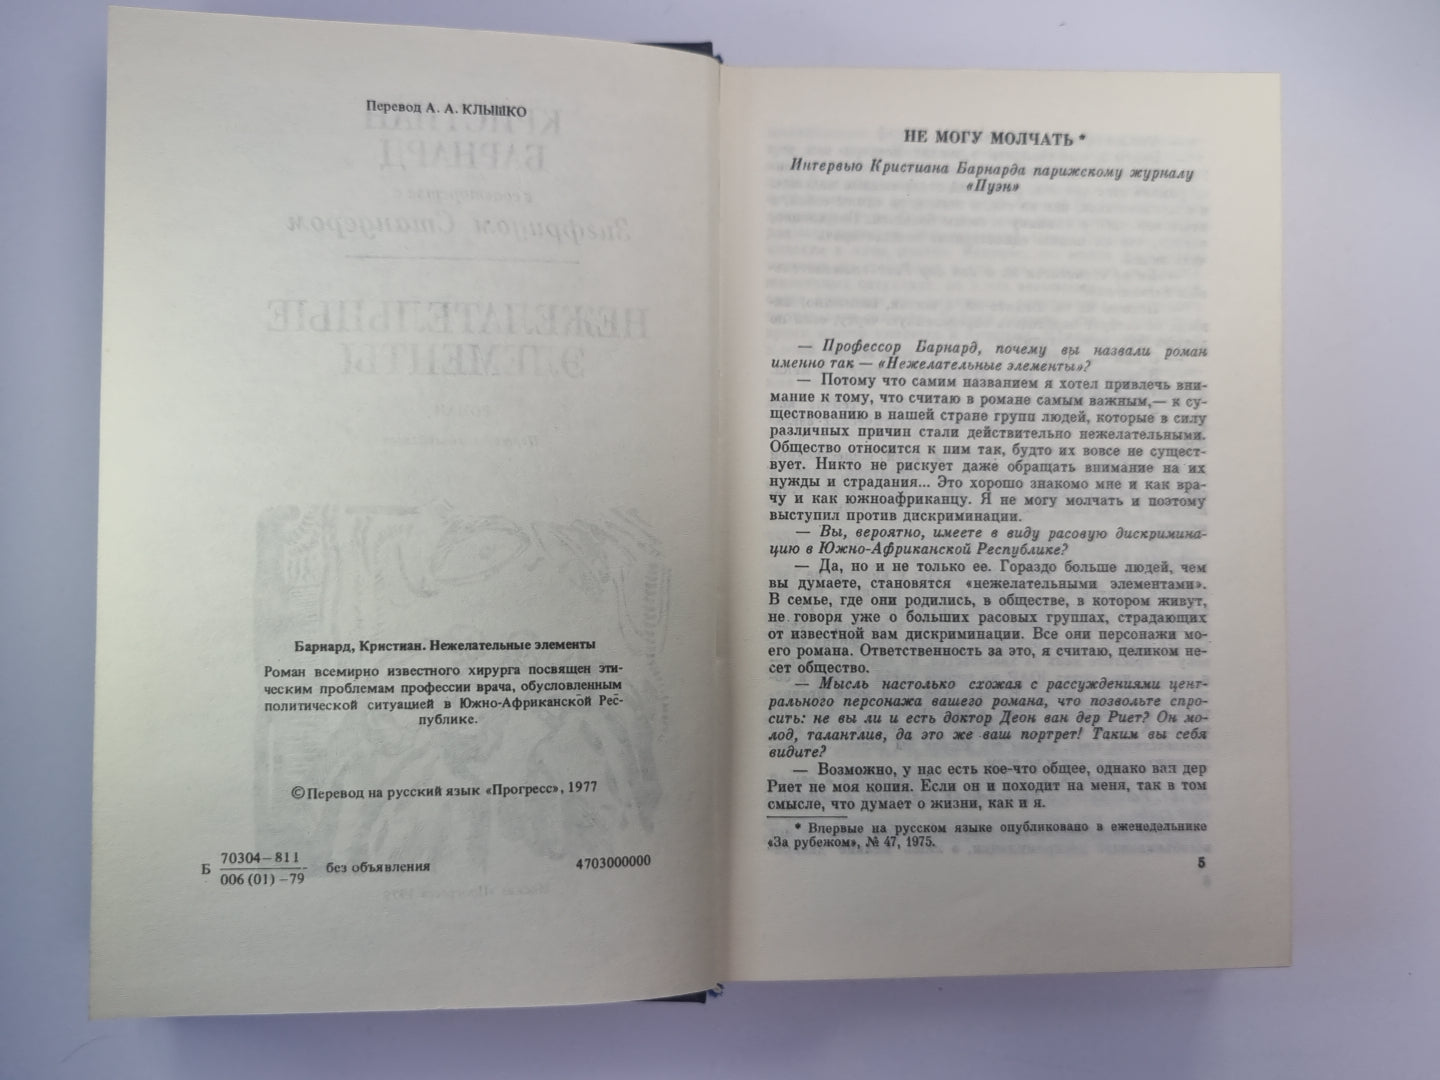 Перевод А. А. КЛЫШКО
Барнард, Кристиан. Нежелательные элементы
Роман всемирно известного хирурга посвящен эти-
ческим проблемам профессии врача, обусловленным
политической ситуацией в Южно-Африканской Рес-
публике.
© Перевод на русский язык «Прогресс», 1977
Б 70304—811
006 (01) —79 без объявления 4703000000
НЕ МОГУ МОЛЧАТЬ *
Интервью Кристиана Барнарда парижскому журналу
«Пуэн»
— Профессор Барнард, почему вы назвали роман
именно так — «Нежелательные элементы»?
— Потому что самим названием я хотел привлечь вни-
мание к тому, что считаю в романе самым важным,— к су-
ществованию в нашей стране групп людей, которые в силу
различных причин стали действительно нежелательными.
Общество относится к ним так, будто их вовсе не сущест-
вует. Никто не рискует даже обращать внимание на их
нужды и страдания... Это хорошо знакомо мне и как вра-
чу и как южноафриканцу. Я не могу молчать и поэтому
выступил против дискриминации.
— Вы, вероятно, имеете в виду расовую дискримина-
цию в Южно-Африканской Республике?
— Да, но и не только ее. Гораздо больше людей, чем
вы думаете, становятся «нежелательными элементами».
В семье, где они родились, в обществе, в котором живут,
не говоря уже о больших расовых группах, страдающих
от известной вам дискриминации. Все они персонажи мо-
его романа. Ответственность за это, я считаю, целиком не-
сет общество.
— Мысль настолько схожая с рассуждениями цент-
рального персонажа вашего романа, что позвольте спро-
сить: не вы ли и есть доктор Деон ван дер Риет? Он мо-
лод, талантлив, да это же ваш портрет! Таким вы себя
видите?
— Возможно, у нас есть кое-что общее, однако ван дер
Риет не моя копия. Если он и походит на меня, так в том
смысле, что думает о жизни, как и я.
* Впервые на русском языке опубликовано в еженедельнике
«За рубежом», № 47, 1975.
5